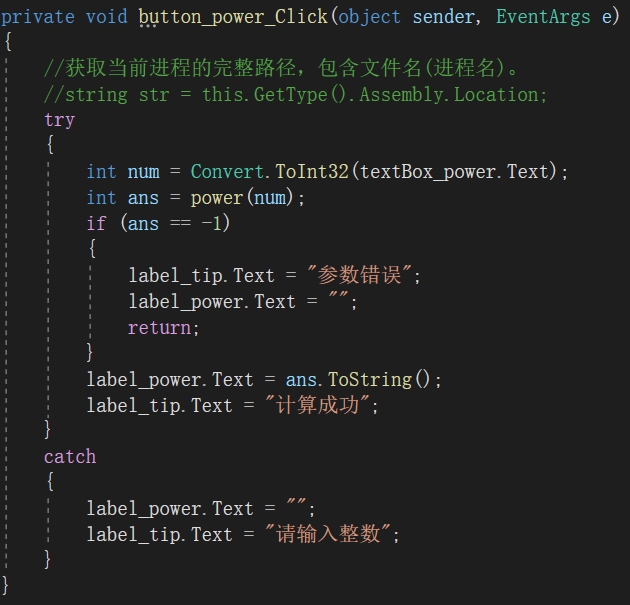 private void button_power_Click(object sender, EventArgs e)
{
//获取当前进程的完整路径，包含文件名(进程名)。
//string str = this.GetType().Assembly.Location;
try
{
int num = Convert.ToInt32(textBox_power.Text);
int ans = power(num);
if (ans == -1)
{
label_tip.Text = "参数错误";
label_power.Text = "";
return;
}
label_power.Text = ans.ToString();
label_tip.Text = "计算成功";
}
catch
{
label_power.Text = "";
label_tip.Text = "请输入整数";
}
}